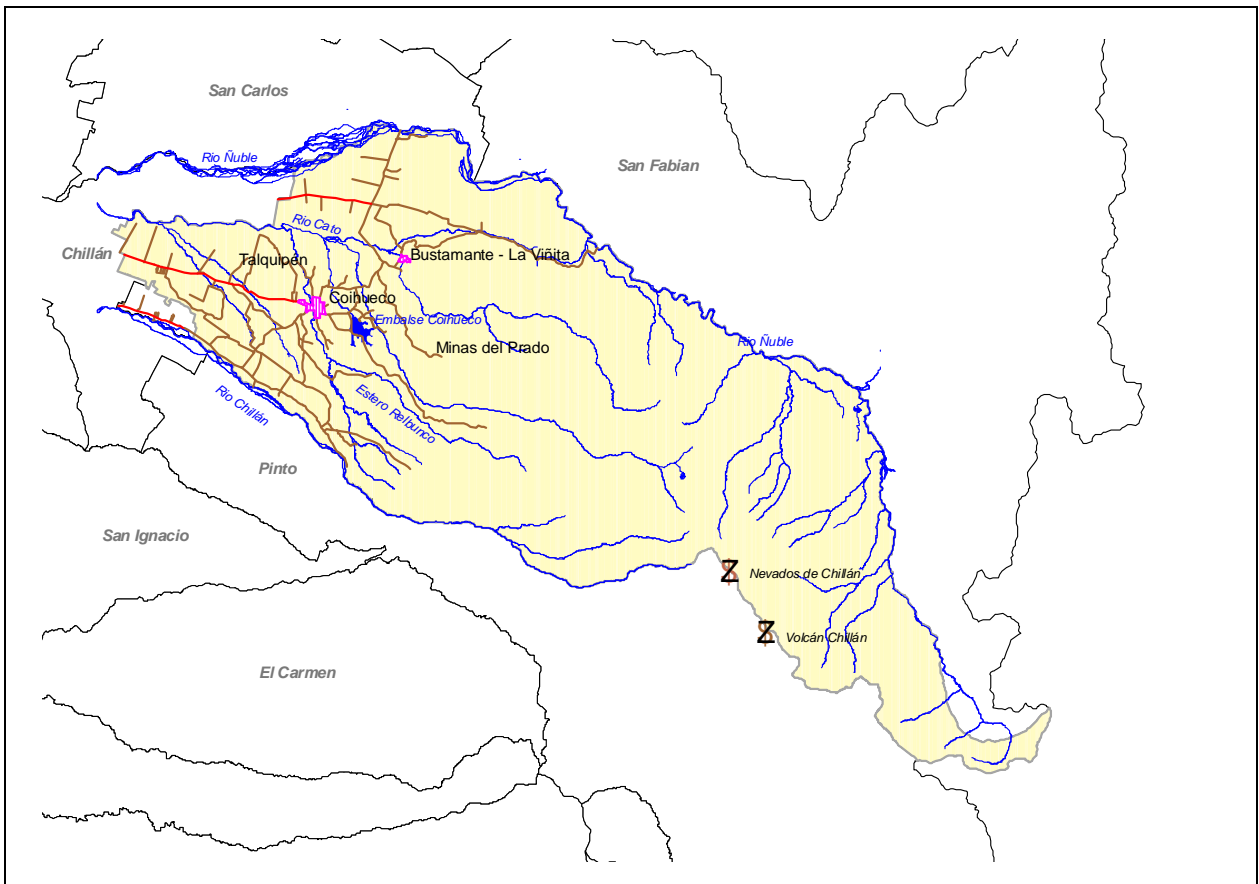 San Carlos
Rio Ñuble
San Fabian
Rio Cato
Chillán
Talquipén
Bustamante - La Viñita
Coihueco
Embalse Coihueco
Rio Ñuble
Minas del Prado
Rio Chillán
Estero Relbunco
Pinto
San Ignacio
Z
Nevados de Chillán
Z
Volcán Chillán
El Carmen